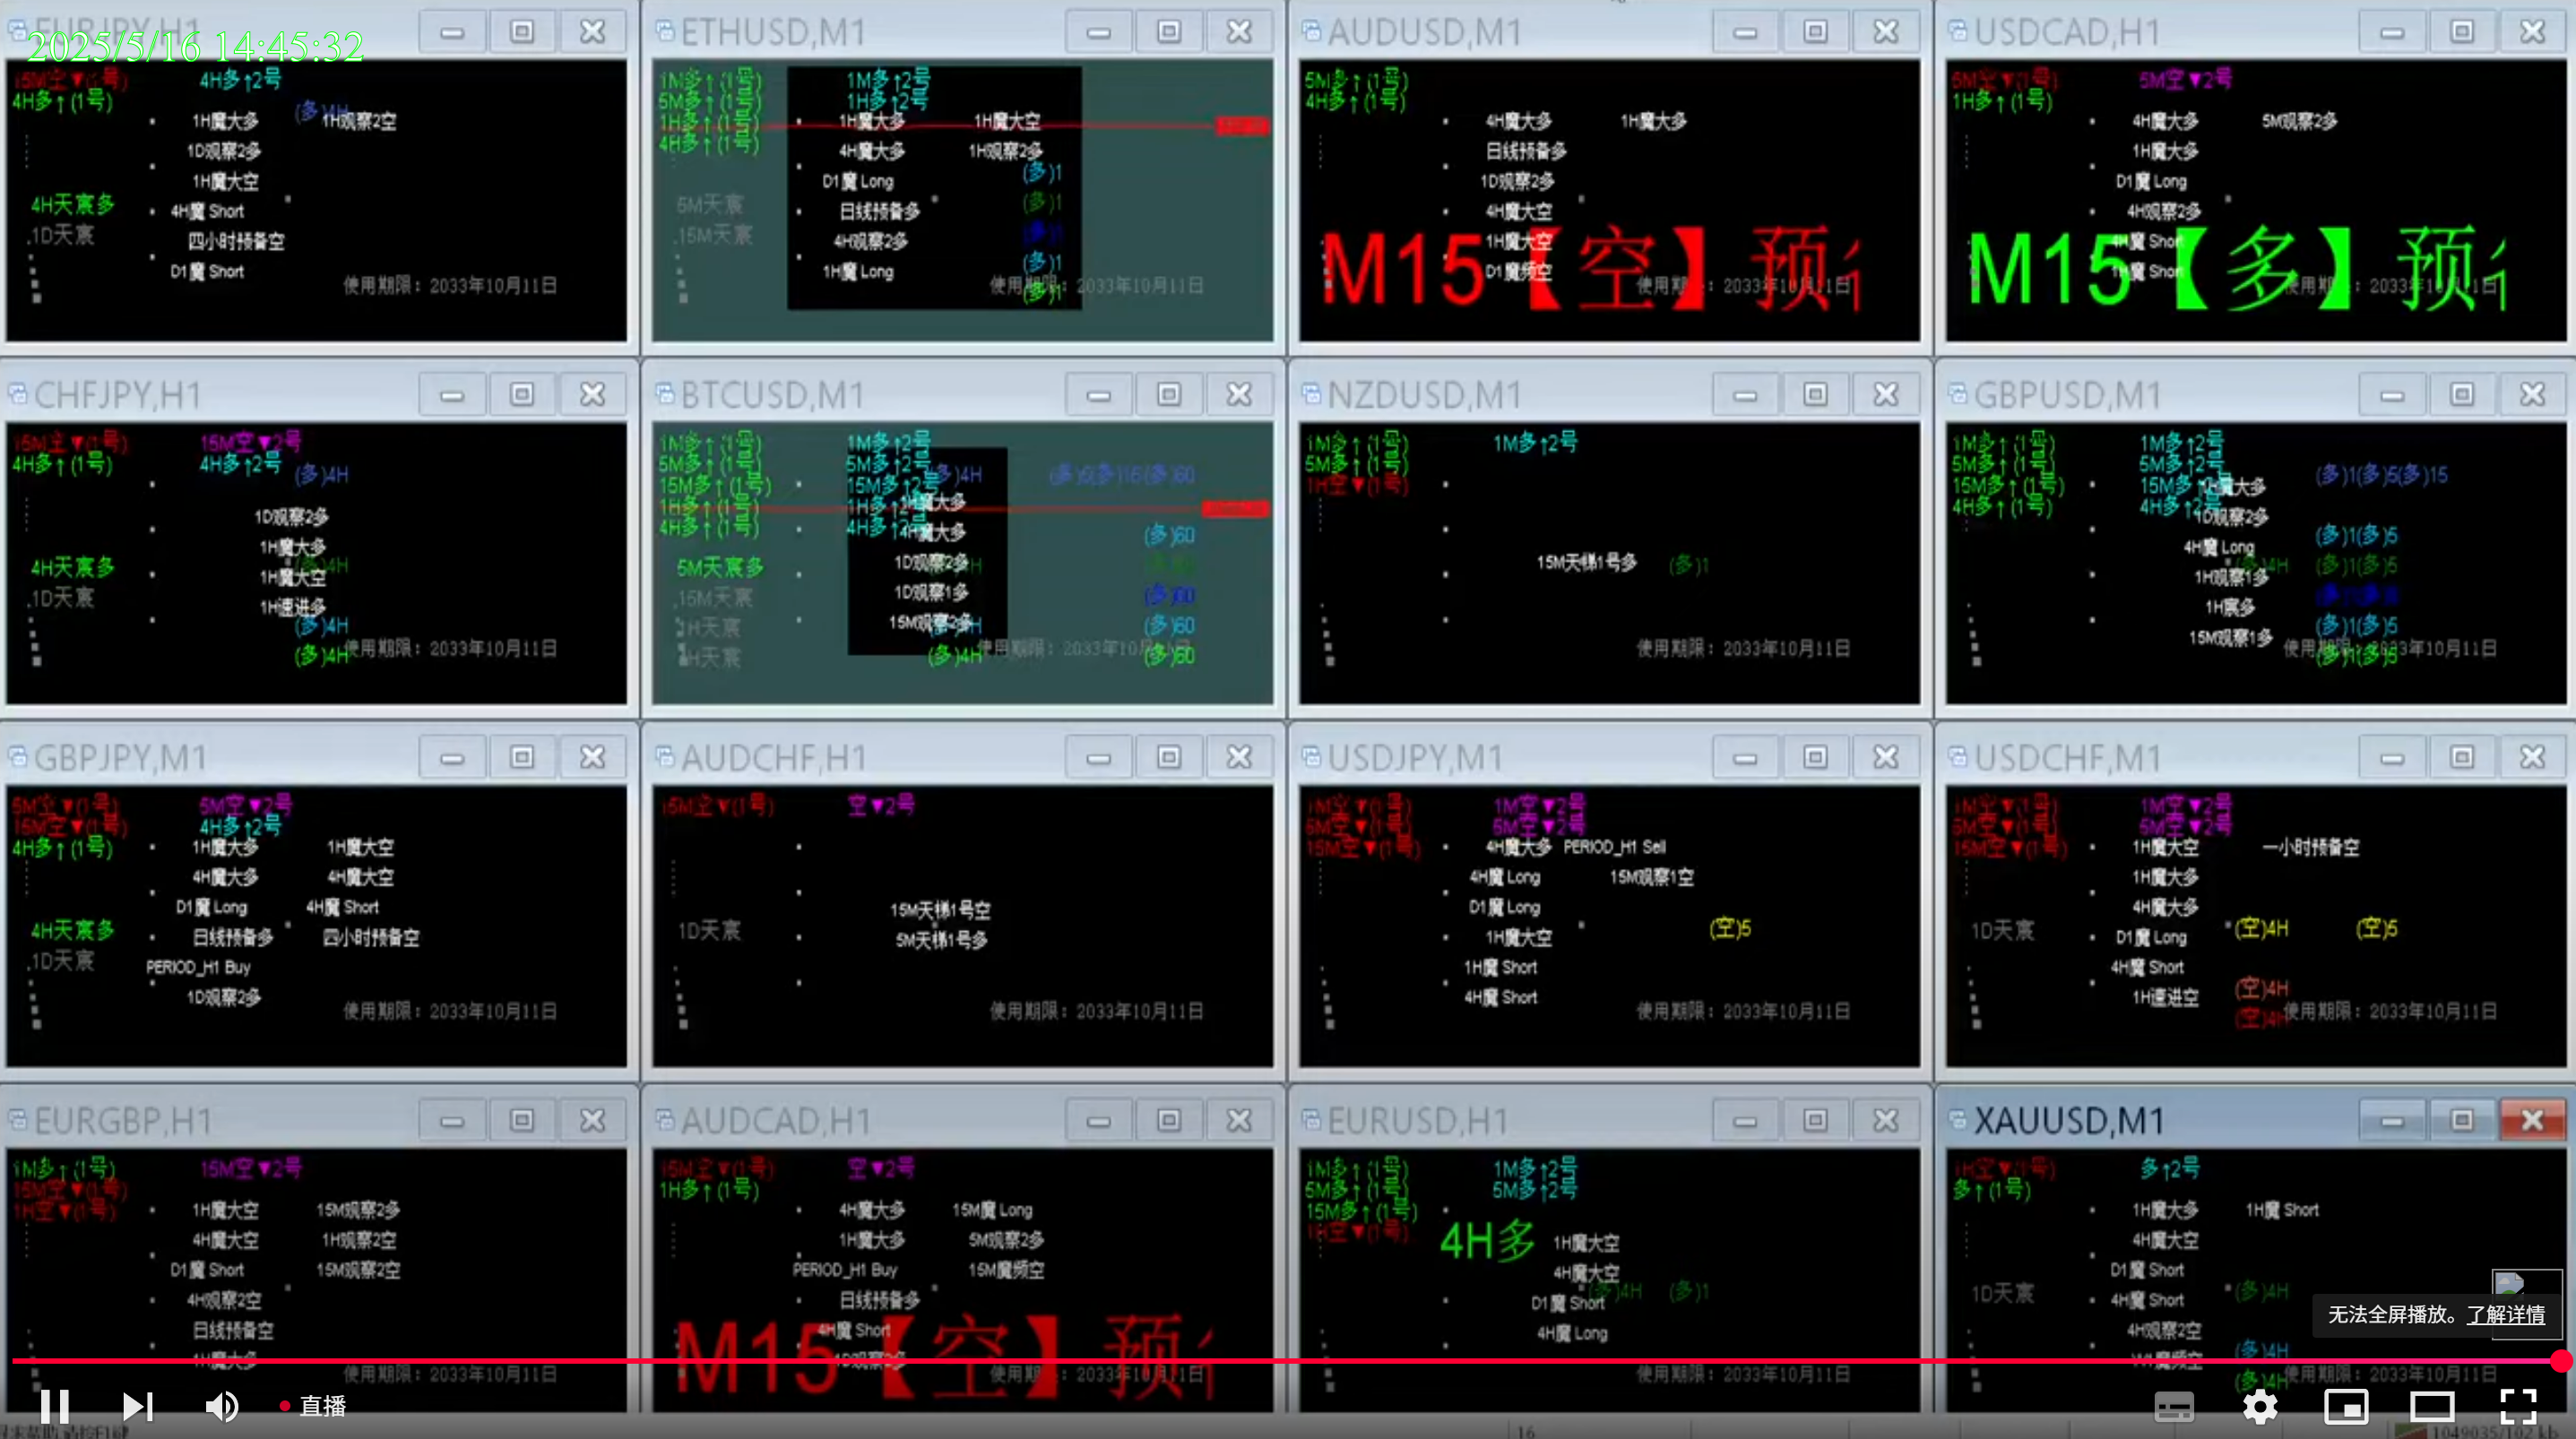 EURJPY,H1
2025/5/16 14:45:32
15M空▼(1号) 4H多↑2号
4H多↑(1号) (多)4H
1H魔大多 1H观察2空
1D观察2多
1H魔大空
4H天宸多 4H魔 Short
.1D天宸 四小时预备空
D1魔 Short
使用期限：2033年10月11日
ETHUSD,M1
1M多↑(1号) 1M多↑2号
5M多↑(1号) 1H多↑2号
1H多↑(1号) 1H魔大多 1H魔大空
4H多↑(1号) 4H魔大多 1H观察2多
(多)1
D1魔 Long
5M天宸 日线预备多 (多)1
.15M天宸 4H观察2多 (多)1
1H魔 Long (多)1
使用期限：2033年10月11日
(多)1
AUDUSD,M1
5M多↑(1号)
4H多↑(1号)
4H魔大多 1H魔大多
日线预备多
1D观察2多
4H魔大空
1H魔大空
D1魔频空
M15【空】预
使用期限：2033年10月11日
USDCAD,H1
5M空▼(1号) 5M空▼2号
1H多↑(1号)
4H魔大多 5M观察2多
1H魔大多
D1魔 Long
4H观察2多
4H魔 Short
1H魔 Short
M15【多】预
使用期限：2033年10月11日
CHFJPY,H1
15M空▼(1号) 15M空▼2号
4H多↑(1号) 4H多↑2号 (多)4H
1D观察2多
1H魔大多
4H天宸多 (多)4H
1H魔大空
.1D天宸 1H速进多
(多)4H
(多)4H
使用期限：2033年10月11日
BTCUSD,M1
1M多↑(1号) 1M多↑2号
5M多↑(1号) 5M多↑2号 (多)4H (多)5(多)15(多)60
15M多↑(1号) 15M多↑2号
1H多↑(1号) 1H多↑2号 1H魔大多
4H多↑(1号) 4H多↑2号 4H魔大多 (多)60
5M天宸多 1D观察2多
.15M天宸 1D观察1多 (多)60
1H天宸 15M观察2多 (多)60
H天宸 (多)4H (多)60
使用期限：2033年10月11日
NZDUSD,M1
1M多↑(1号) 1M多↑2号
5M多↑(1号)
1H空▼(1号)
15M天梯1号多 (多)1
使用期限：2033年10月11日
GBPUSD,M1
1M多↑(1号) 1M多↑2号
5M多↑(1号) 5M多↑2号 (多)1(多)5(多)15
15M多↑(1号) 15M多↑2号 1H魔大多
4H多↑(1号) 4H多↑2号 1D观察2多
(多)1(多)5
4H魔 Long
(多)4H (多)1(多)5
1H观察1多
1H宸多
15M观察1多 (多)1(多)5
(多)1(多)5
使用期限：2033年10月11日
GBPJPY,M1
5M空▼(1号) 5M空▼2号
15M空▼(1号) 4H多↑2号
4H多↑(1号) 1H魔大多 1H魔大空
4H魔大多 4H魔大空
D1魔 Long 4H魔 Short
4H天宸多 日线预备多 四小时预备空
.1D天宸 PERIOD_H1 Buy
1D观察2多
使用期限：2033年10月11日
AUDCHF,H1
15M空▼(1号) 空▼2号
15M天梯1号空
1D天宸
5M天梯1号多
使用期限：2033年10月11日
USDJPY,M1
1M空▼(1号) 1M空▼2号
5M空▼(1号) 5M空▼2号
15M空▼(1号) 4H魔大多 PERIOD_H1 Sell
4H魔 Long 15M观察1空
D1魔 Long
(空)5
1H魔大空
1H魔 Short
4H魔 Short
使用期限：2033年10月11日
USDCHF,M1
1M空▼(1号) 1M空▼2号
5M空▼(1号) 5M空▼2号
15M空▼(1号) 1H魔大空 一小时预备空
1H魔大多
4H魔大多
1D天宸 (空)4H (空)5
D1魔 Long
4H魔 Short
1H速进空 (空)4H
(空)4H
使用期限：2033年10月11日
EURGBP,H1
1M多↑(1号) 15M空▼2号
15M空▼(1号)
1H空▼(1号) 1H魔大空 15M观察2多
4H魔大空 1H观察2空
D1魔 Short 15M观察2空
4H观察2空
日线预备空
4H魔大多
使用期限：2033年10月11日
AUDCAD,H1
15M空▼(1号) 空▼2号
1H多↑(1号)
4H魔大多 15M魔 Long
1H魔大多 5M观察2多
PERIOD_H1 Buy 15M魔频空
日线预备多
4H魔 Short
1D观察2多
M15【空】预
使用期限：2033年10月11日
EURUSD,H1
1M多↑(1号) 1M多↑2号
5M多↑(1号) 5M多↑2号
15M多↑(1号)
1H空▼(1号) 4H多 1H魔大空
4H魔大空
(多)4H (多)1
D1魔 Short
4H魔 Long
使用期限：2033年10月11日
XAUUSD,M1
1H空▼(1号) 多↑2号
多↑(1号)
1H魔大多 1H魔 Short
4H魔大空
D1魔 Short
1D天宸 4H魔 Short (多)4H
4H观察2空
(多)4H
(多)4H
使用期限：2033年10月11日
无法全屏播放。了解详情
直播
16
1049035/102 kb